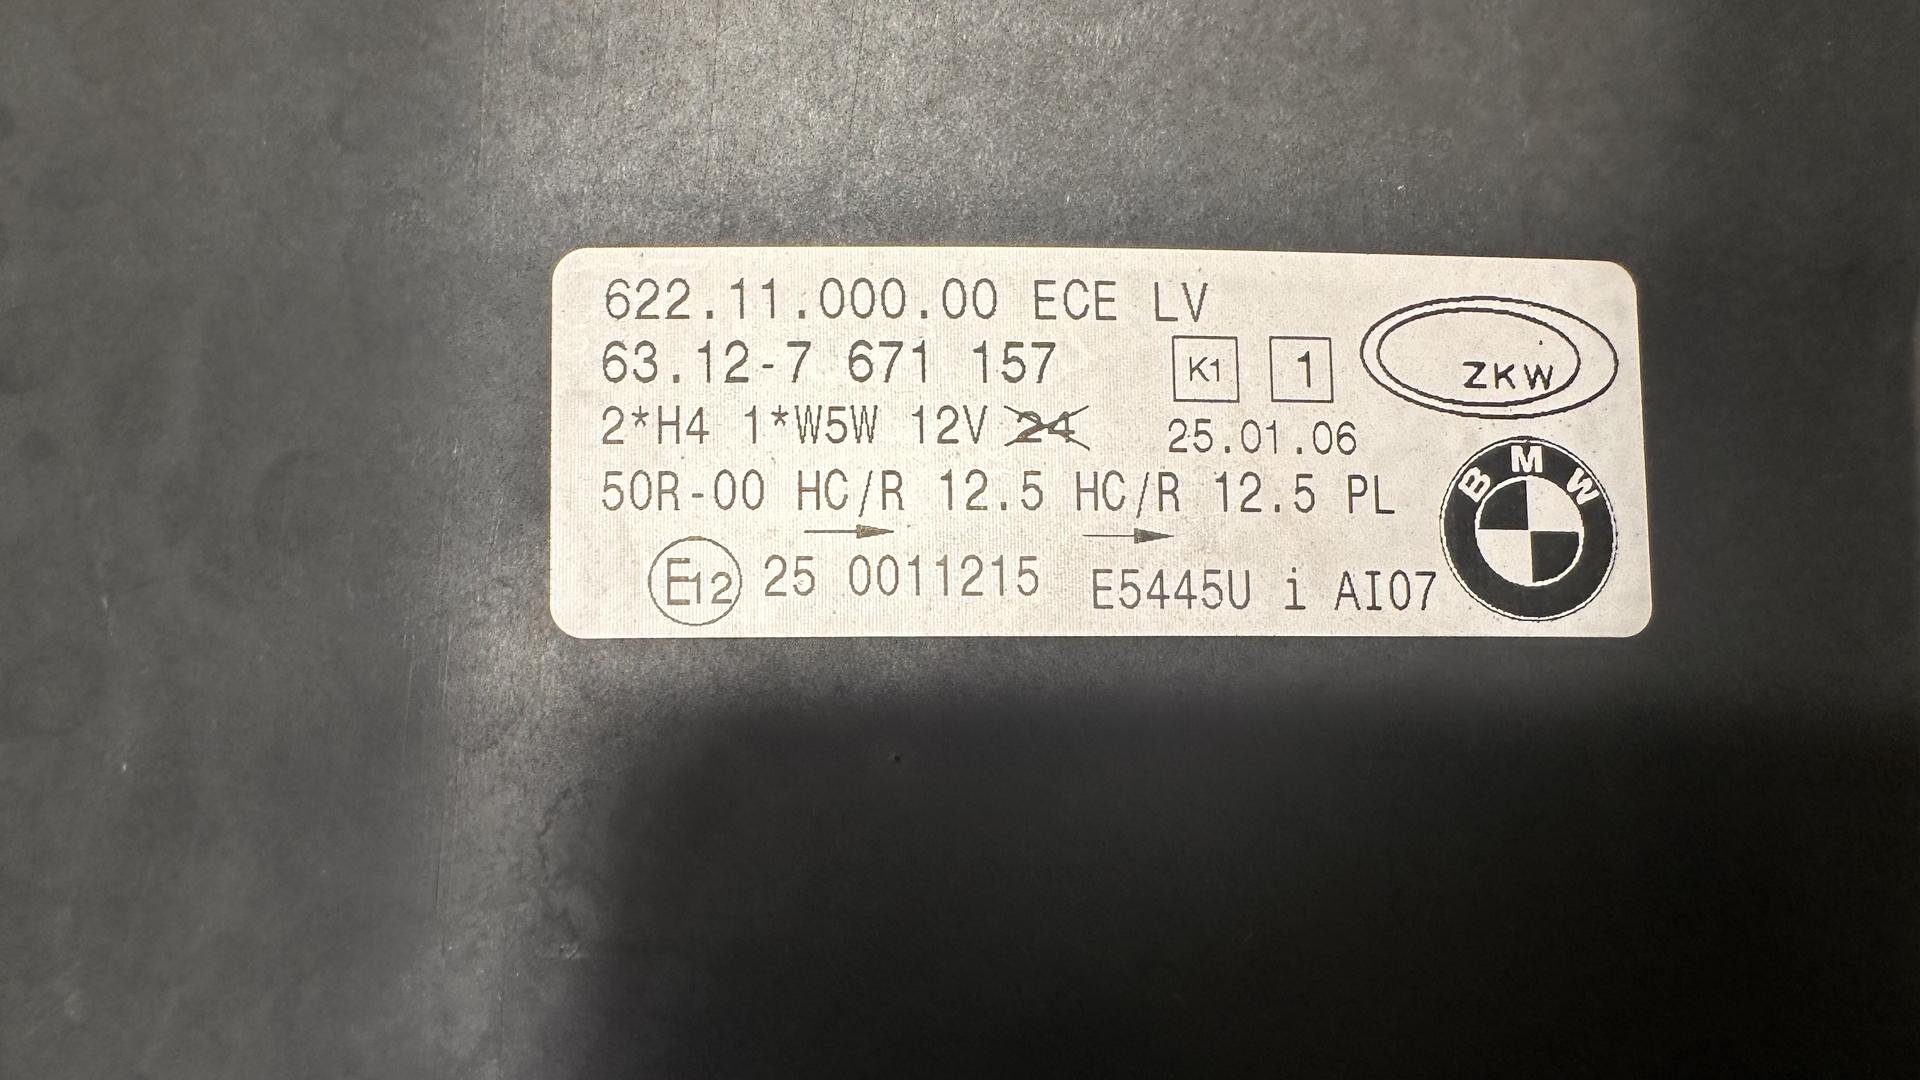 622.11.000.00 ECE LV
63.12-7 671 157
K1 1
ZKW
2*H4 1*W5W 12V 24
25.01.06
50R-00 HC/R 12.5 HC/R 12.5 PL
BMW
E12 25 0011215 E5445U i AI07